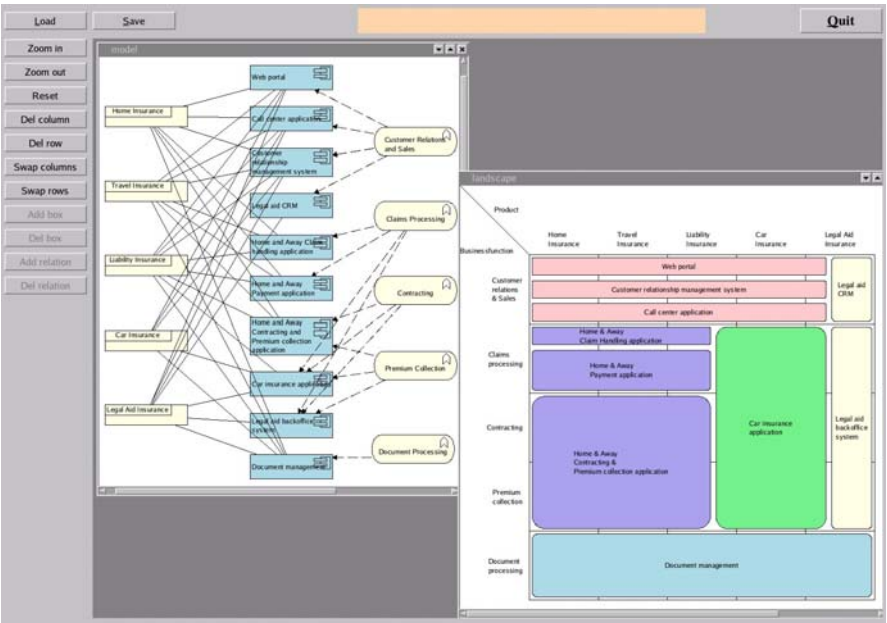 Load
Save
Quit
Zoom in
Zoom out
Reset
Del column
Del row
Swap columns
Swap rows
Add box
Del box
Add relation
Del relation
model
Web portal
Home Insurance
Call center application
Customer Relations
and Sales
Customer
relationship
management system
Travel Insurance
Legal aid CRM
Claims Processing
Home and Away Claim
handling application
Liability Insurance
Home and Away
Payment application
Contracting
Home and Away
Contracting and
Premium collection
application
Car Insurance
Premium Collection
Car insurance application
Legal Aid Insurance
Legal aid backoffice
system
Document Processing
Document management
landscape
Product
Businessfunction
Home
Insurance
Travel
Insurance
Liability
Insurance
Car
Insurance
Legal Aid
Insurance
Customer
relations
& Sales
Web portal
Customer relationship management system
Call center application
Legal aid
CRM
Claims
processing
Home & Away
Claim Handling application
Home & Away
Payment application
Contracting
Car insurance
application
Legal aid
backoffice
system
Home & Away
Contracting &
Premium collection application
Premium
collection
Document
processing
Document management